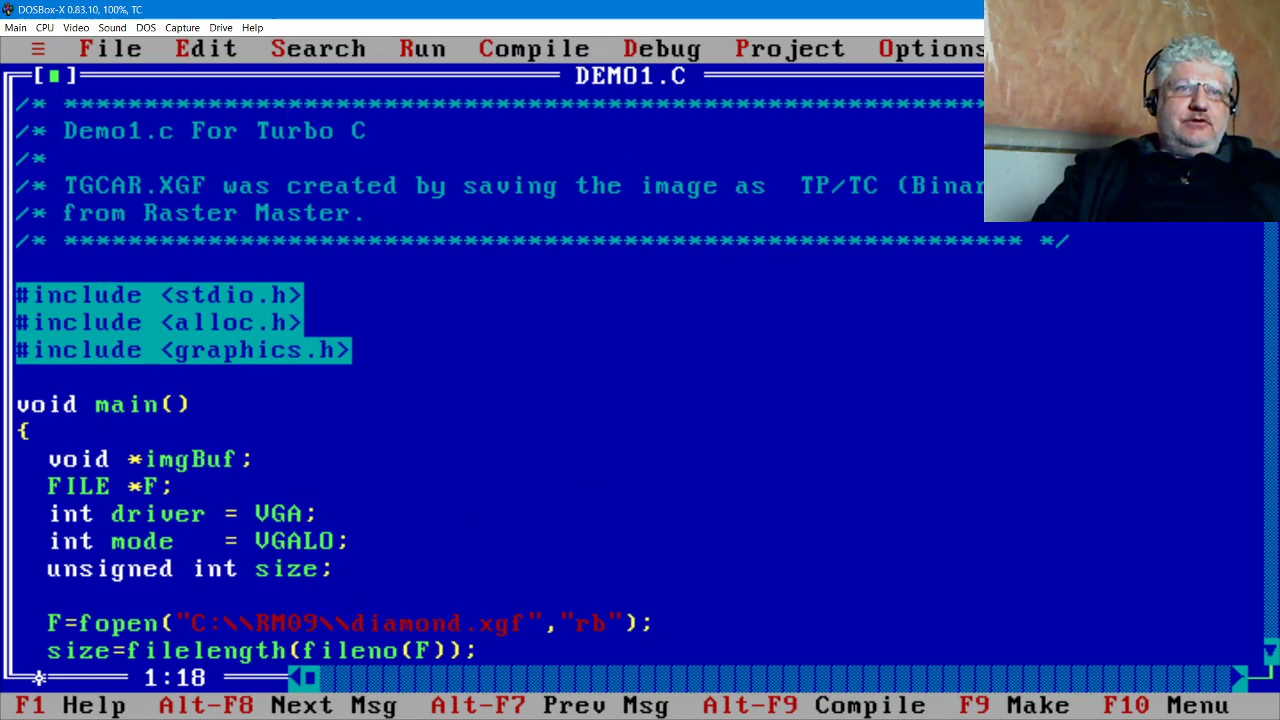 DOSBox-X 0.83.10, 100%, TC
Main CPU Video Sound DOS Capture Drive Help
≡ File Edit Search Run Compile Debug Project Options
[■] DEMO1.C
/* ************************************************************
/* Demo1.c For Turbo C
/*
/* TGCAR.XGF was created by saving the image as  TP/TC (Binar
/* from Raster Master.
/* ************************************************************ */
#include <stdio.h>
#include <alloc.h>
#include <graphics.h>
void main()
{
  void *imgBuf;
  FILE *F;
  int driver = VGA;
  int mode   = VGALO;
  unsigned int size;
  F=fopen("C:\\RM09\\diamond.xgf","rb");
  size=filelength(fileno(F));
* 1:18
F1 Help Alt-F8 Next Msg Alt-F7 Prev Msg Alt-F9 Compile F9 Make F10 Menu